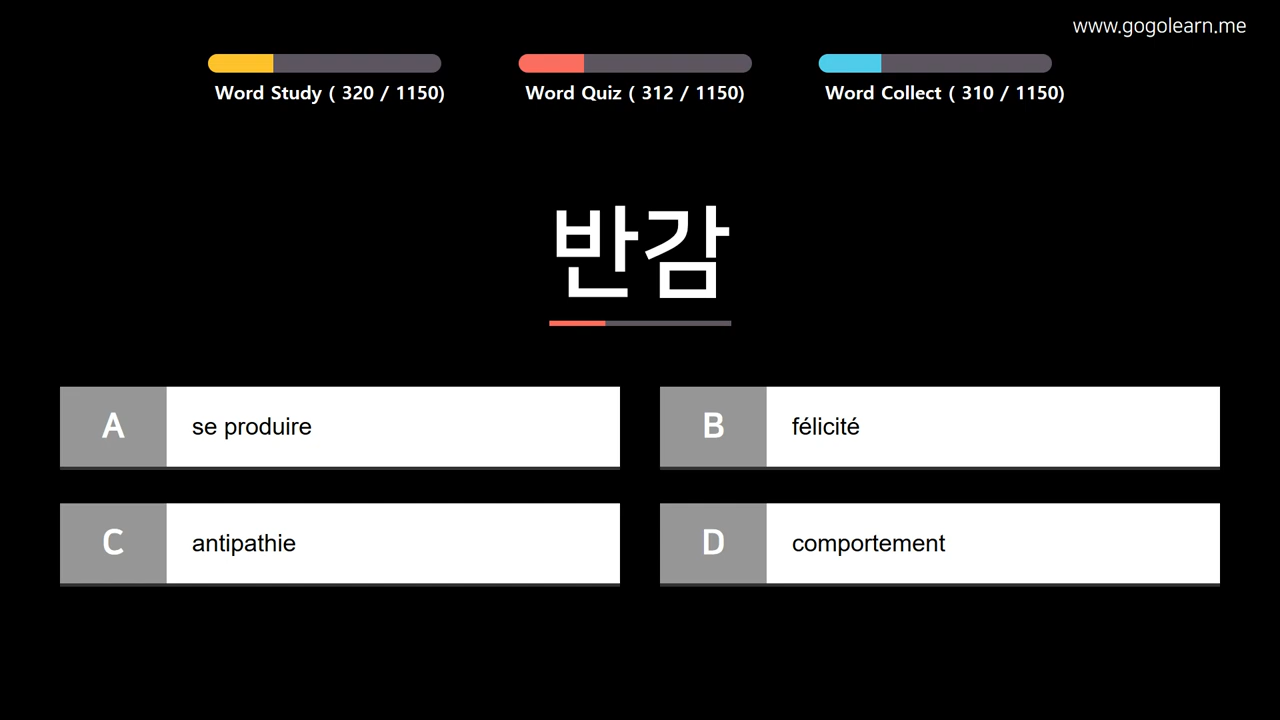 www.gogolearn.me
Word Study ( 320 / 1150)
Word Quiz ( 312 / 1150)
Word Collect ( 310 / 1150)
반감
A
se produire
B
félicité
C
antipathie
D
comportement